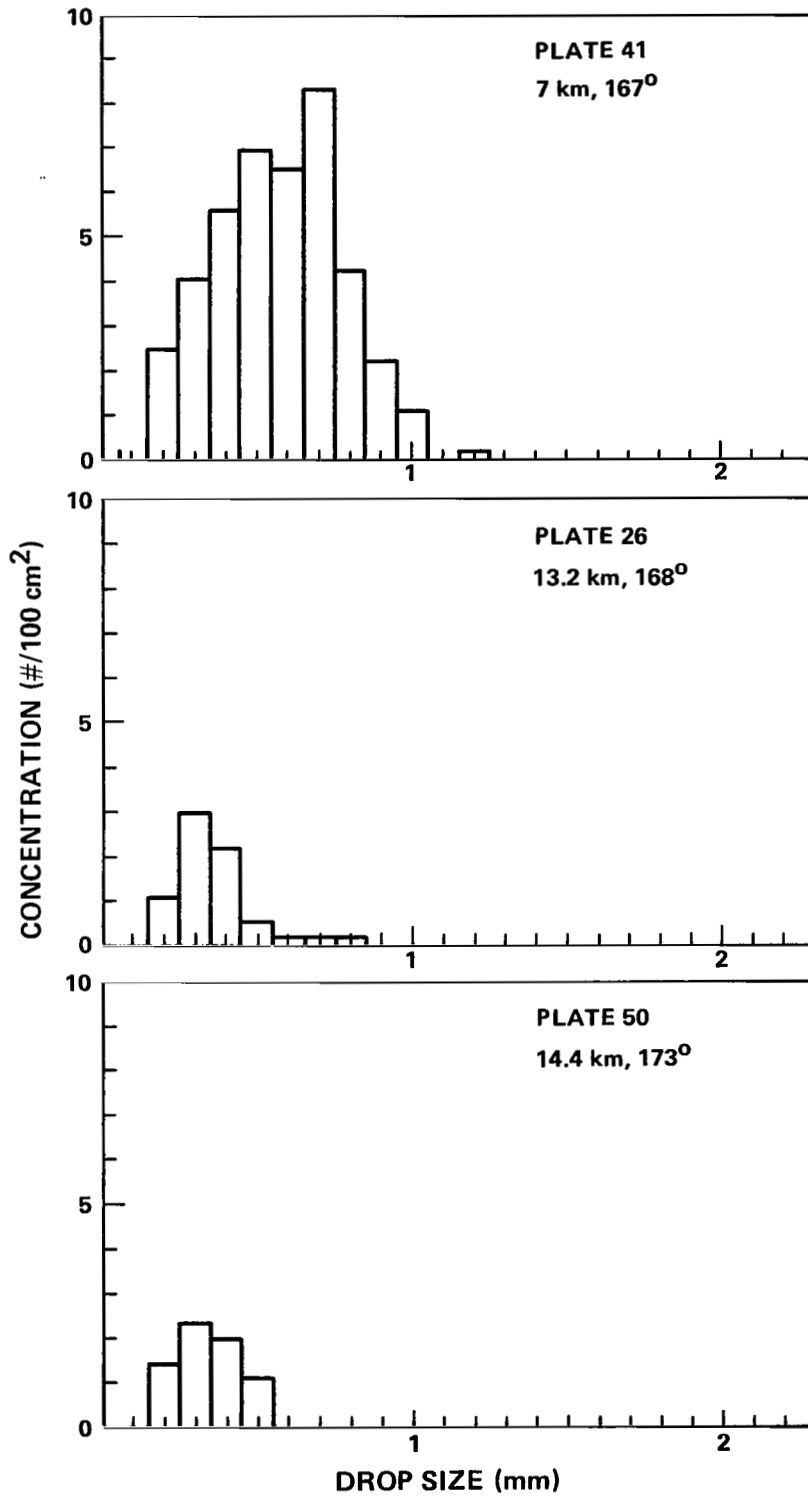 10
PLATE 41
7 km, 167°
5
0
1
2
10
PLATE 26
13.2 km, 168°
5
0
1
2
10
PLATE 50
14.4 km, 173°
5
0
1
2
CONCENTRATION (#/100 cm²)
DROP SIZE (mm)